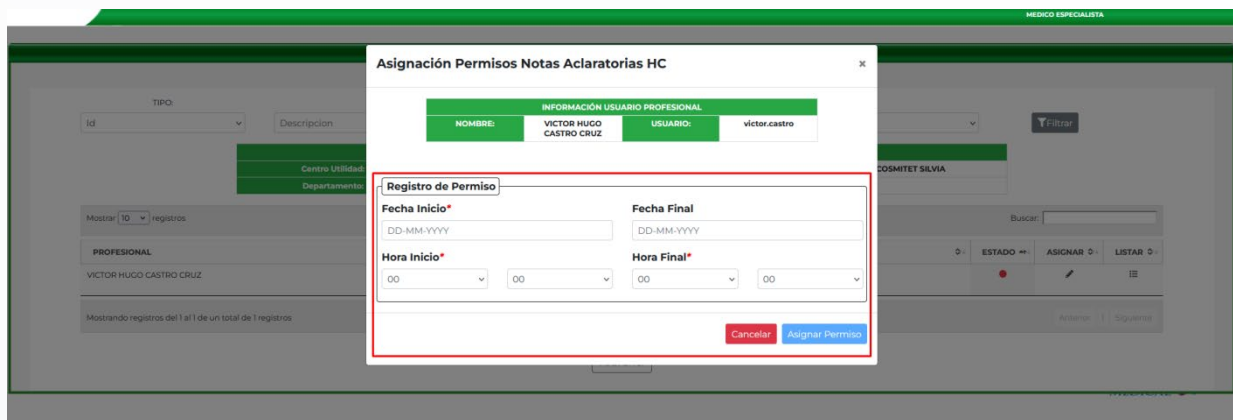 MEDICO ESPECIALISTA
Asignación Permisos Notas Aclaratorias HC ×
TIPO:
Id Descripcion Filtrar
INFORMACIÓN USUARIO PROFESIONAL
NOMBRE: VICTOR HUGO CASTRO CRUZ USUARIO: victor.castro
Centro Utilidad: COSMITET SILVIA
Departamento:
Registro de Permiso
Fecha Inicio* Fecha Final
DD-MM-YYYY DD-MM-YYYY
Hora Inicio* Hora Final*
00 00 00 00
Mostrar 10 registros Buscar:
PROFESIONAL ESTADO ASIGNAR LISTAR
VICTOR HUGO CASTRO CRUZ
Mostrando registros del 1 al 1 de un total de 1 registros Anterior 1 Siguiente
Cancelar Asignar Permiso